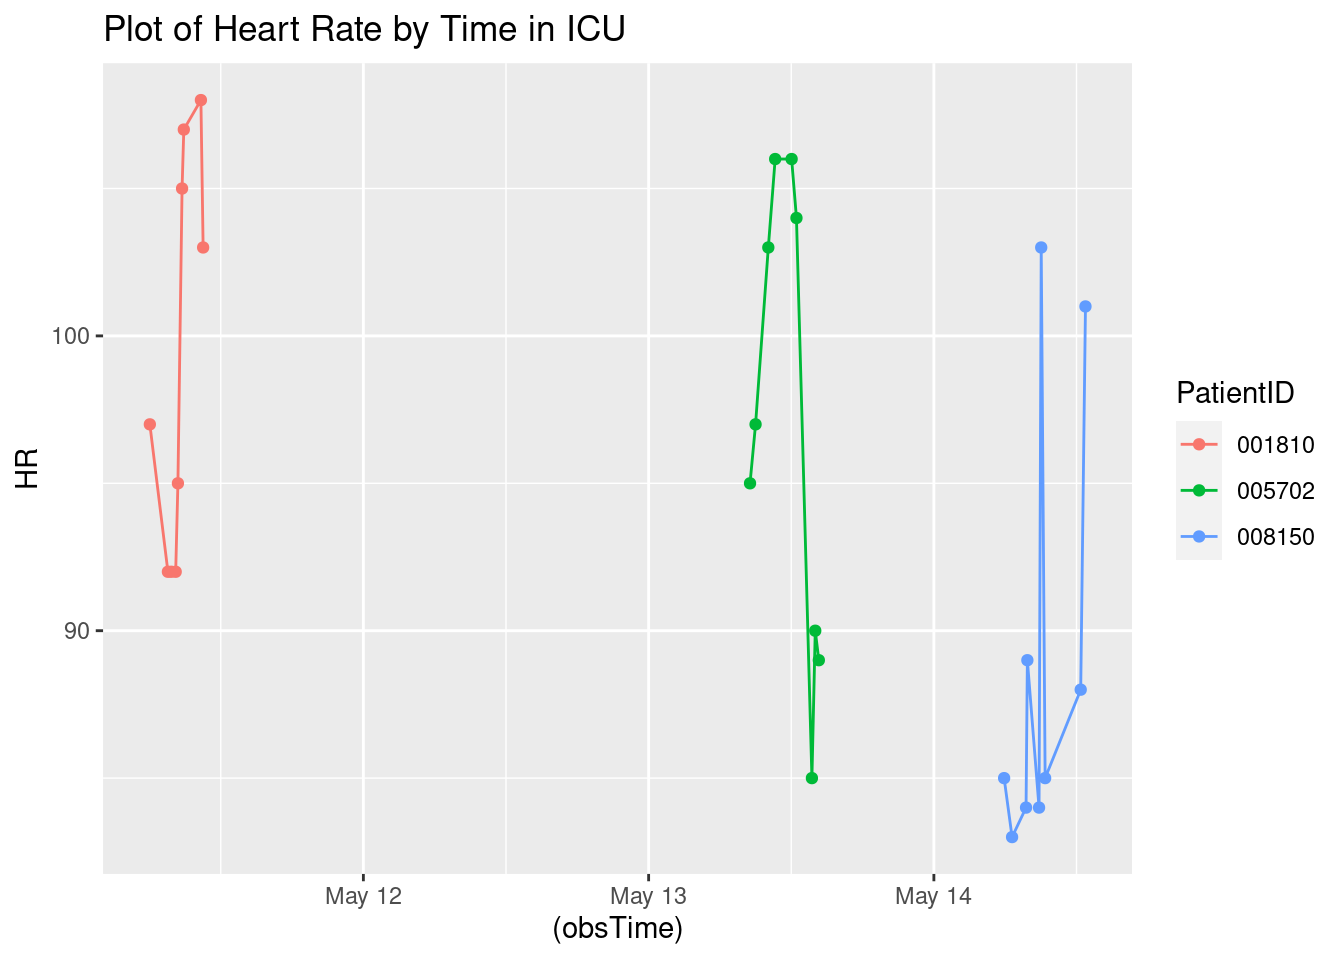 Plot of Heart Rate by Time in ICU
HR
100
90
May 12
May 13
May 14
(obsTime)
PatientID
001810
005702
008150